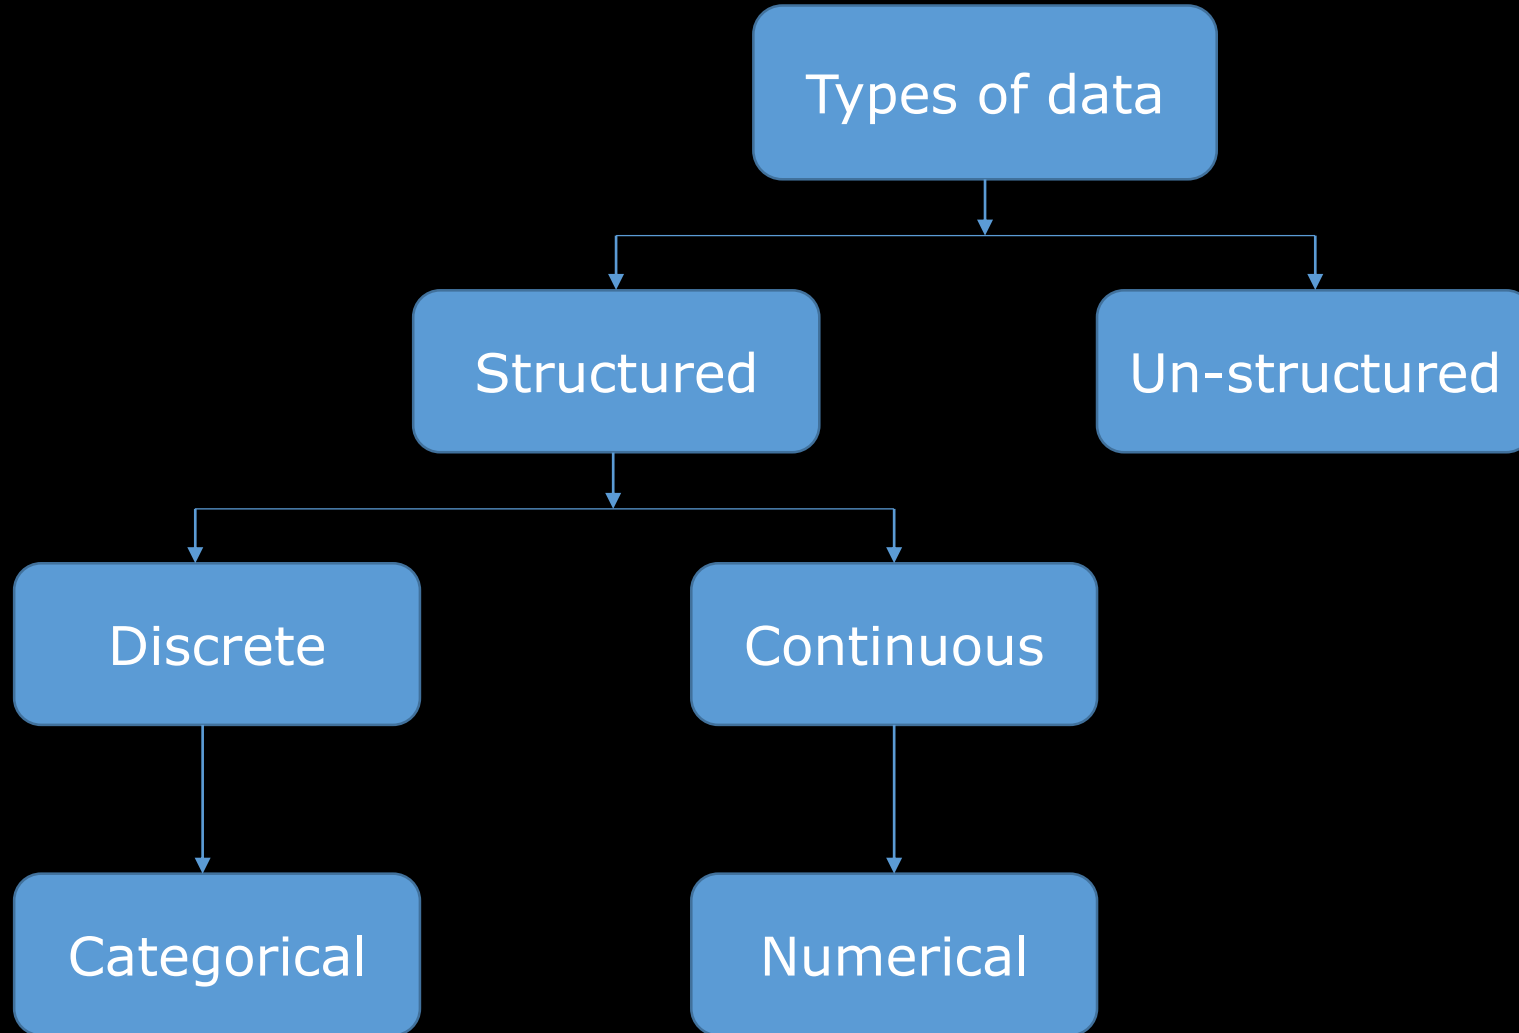 Types of data
Structured
Un-structured
Discrete
Continuous
Categorical
Numerical